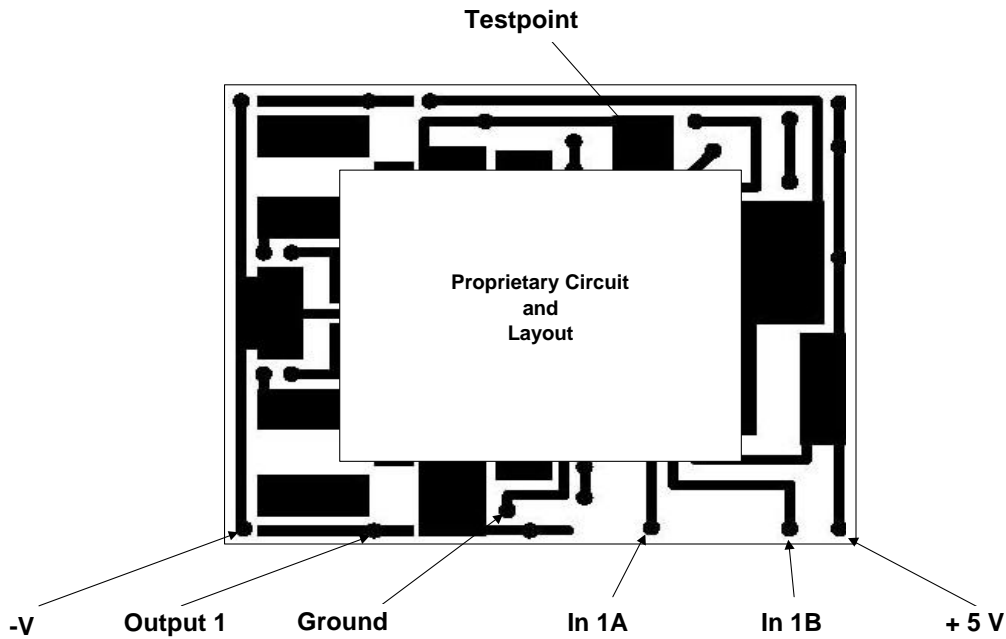 Testpoint
Proprietary Circuit
and
Layout
-V
Output 1
Ground
In 1A
In 1B
+ 5 V